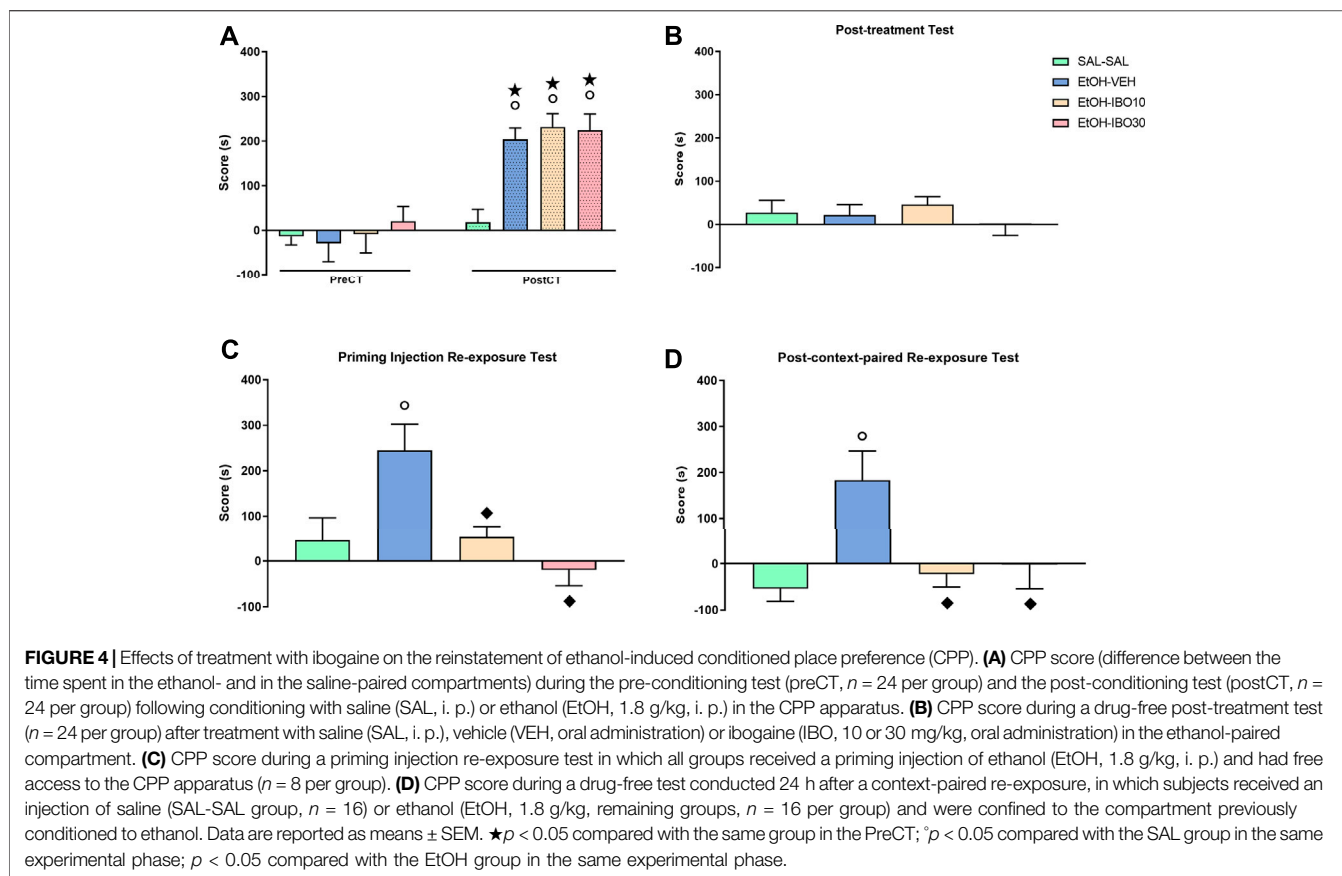 A
400
300
200
100
0
-100
Score (s)
★ ★ ★
PreCT
PostCT
B
Post-treatment Test
400
300
200
100
0
-100
Score (s)
SAL-SAL
EtOH-VEH
EtOH-IBO10
EtOH-IBO30
C
Priming Injection Re-exposure Test
400
300
200
100
0
-100
Score (s)
D
Post-context-paired Re-exposure Test
400
300
200
100
0
-100
Score (s)
FIGURE 4 | Effects of treatment with ibogaine on the reinstatement of ethanol-induced conditioned place preference (CPP). (A) CPP score (difference between the
time spent in the ethanol- and in the saline-paired compartments) during the pre-conditioning test (preCT, n = 24 per group) and the post-conditioning test (postCT, n =
24 per group) following conditioning with saline (SAL, i. p.) or ethanol (EtOH, 1.8 g/kg, i. p.) in the CPP apparatus. (B) CPP score during a drug-free post-treatment test
(n = 24 per group) after treatment with saline (SAL, i. p.), vehicle (VEH, oral administration) or ibogaine (IBO, 10 or 30 mg/kg, oral administration) in the ethanol-paired
compartment. (C) CPP score during a priming injection re-exposure test in which all groups received a priming injection of ethanol (EtOH, 1.8 g/kg, i. p.) and had free
access to the CPP apparatus (n = 8 per group). (D) CPP score during a drug-free test conducted 24 h after a context-paired re-exposure, in which subjects received an
injection of saline (SAL-SAL group, n = 16) or ethanol (EtOH, 1.8 g/kg, remaining groups, n = 16 per group) and were confined to the compartment previously
conditioned to ethanol. Data are reported as means ± SEM. ★p < 0.05 compared with the same group in the PreCT; °p < 0.05 compared with the SAL group in the same
experimental phase; p < 0.05 compared with the EtOH group in the same experimental phase.